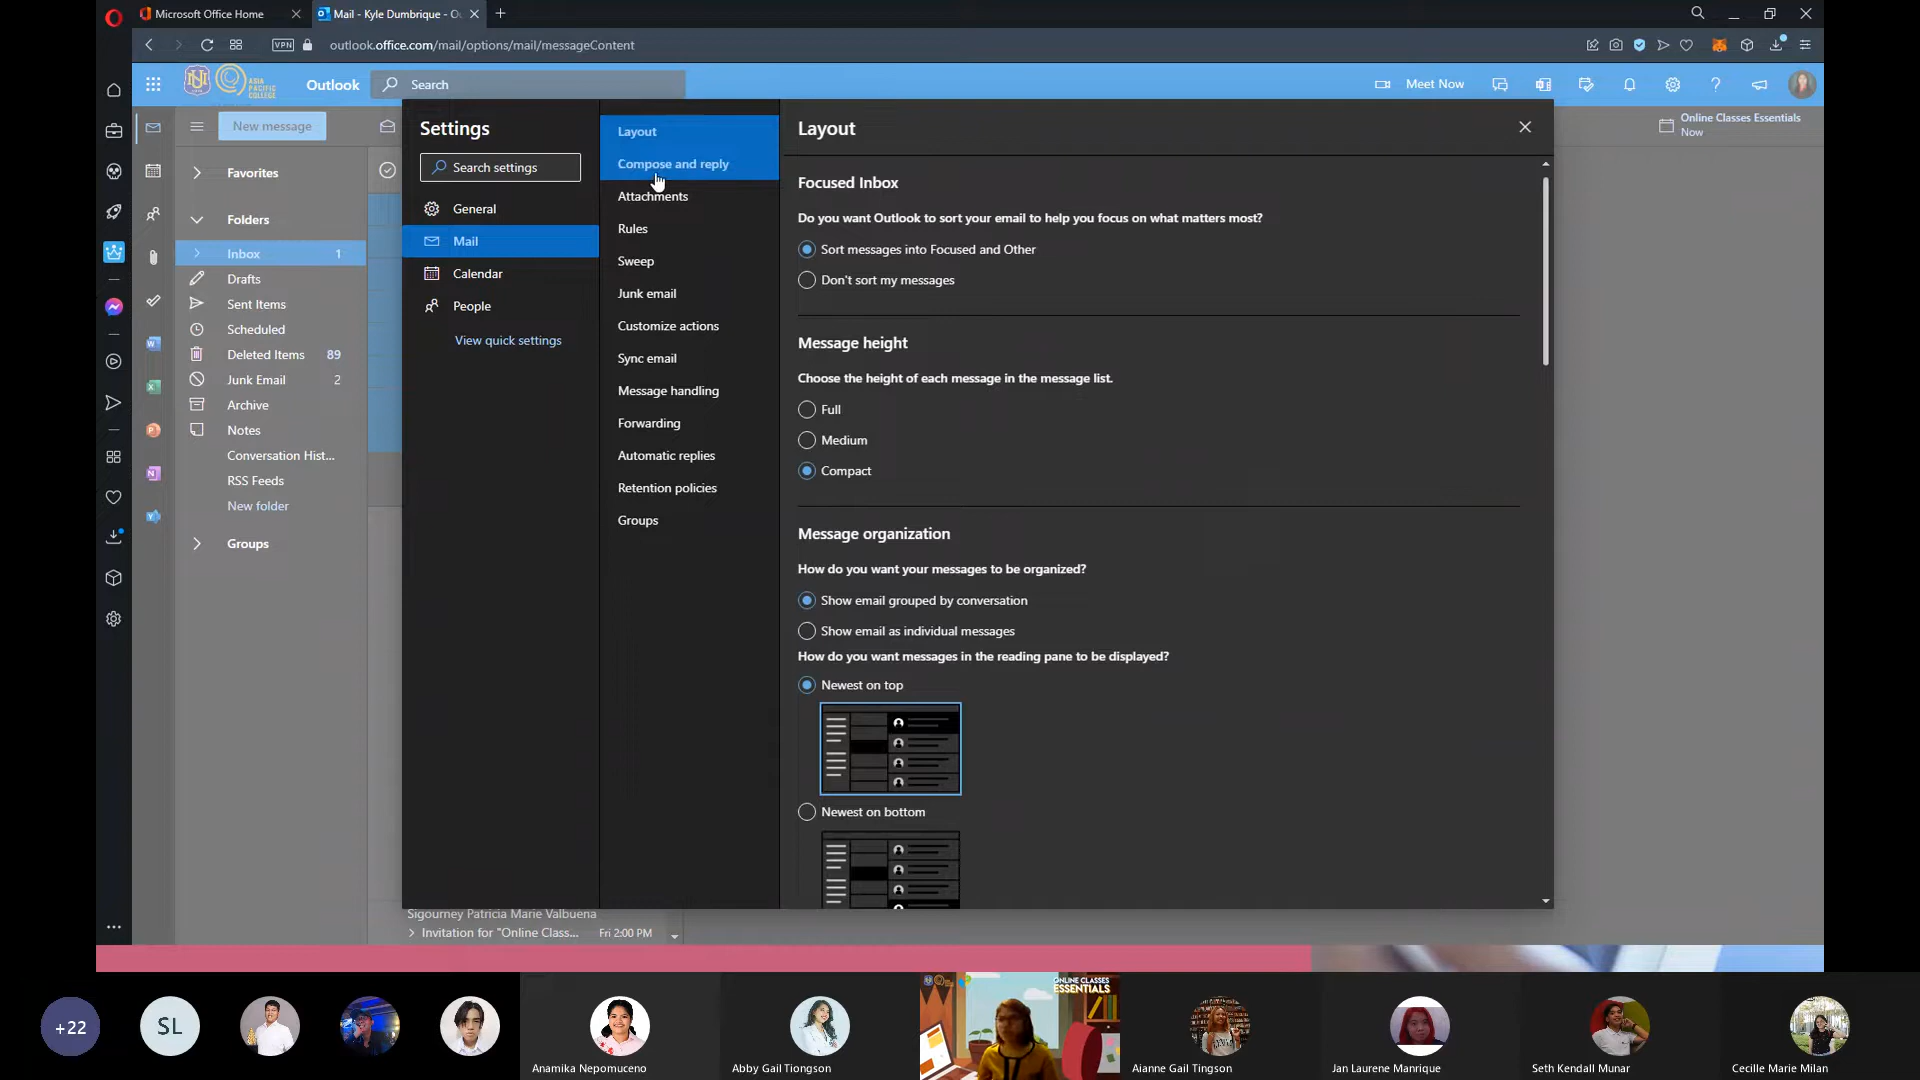 Microsoft Office Home
Mail - Kyle Dumbrique - Ou
VPN
outlook.office.com/mail/options/mail/messageContent
NU
ASIA
PACIFIC
COLLEGE
Outlook
Search
Meet Now
New message
Online Classes Essentials
Now
Favorites
Folders
Inbox 1
Drafts
Sent Items
Scheduled
Deleted Items 89
Junk Email 2
Archive
Notes
Conversation Hist...
RSS Feeds
New folder
Groups
Settings
Search settings
General
Mail
Calendar
People
View quick settings
Layout
Compose and reply
Attachments
Rules
Sweep
Junk email
Customize actions
Sync email
Message handling
Forwarding
Automatic replies
Retention policies
Groups
Layout
Focused Inbox
Do you want Outlook to sort your email to help you focus on what matters most?
Sort messages into Focused and Other
Don't sort my messages
Message height
Choose the height of each message in the message list.
Full
Medium
Compact
Message organization
How do you want your messages to be organized?
Show email grouped by conversation
Show email as individual messages
How do you want messages in the reading pane to be displayed?
Newest on top
Newest on bottom
Sigourney Patricia Marie Valbuena
Invitation for "Online Class... Fri 2:00 PM
+22
SL
Anamika Nepomuceno
Abby Gail Tiongson
ONLINE CLASSES
ESSENTIALS
Aianne Gail Tingson
Jan Laurene Manrique
Seth Kendall Munar
Cecille Marie Milan